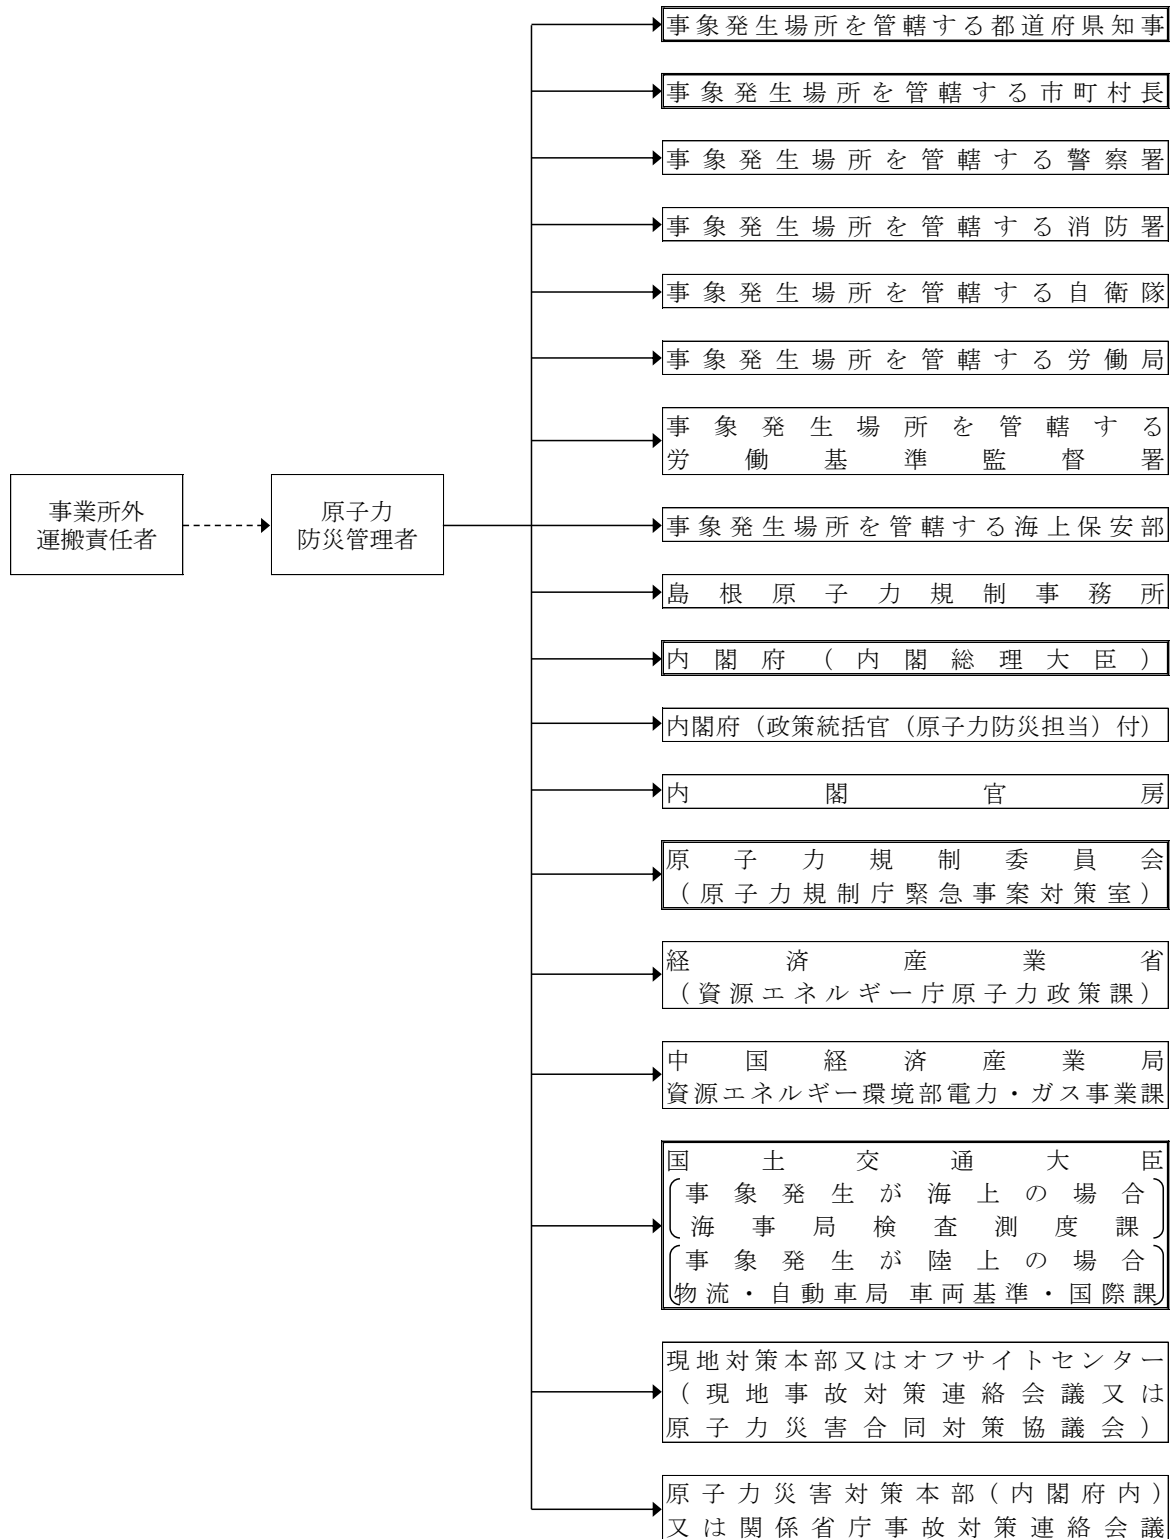 事象発生場所を管轄する都道府県知事
事象発生場所を管轄する市町村長
事象発生場所を管轄する警察署
事象発生場所を管轄する消防署
事象発生場所を管轄する自衛隊
事象発生場所を管轄する労働局
事象発生場所を管轄する
労働基準監督署
事業所外
運搬責任者
原子力
防災管理者
事象発生場所を管轄する海上保安部
島根原子力規制事務所
内閣府(内閣総理大臣)
内閣府(政策統括官(原子力防災担当)付)
内閣官房
原子力規制委員会
(原子力規制庁緊急事案対策室)
経済産業省
(資源エネルギー庁原子力政策課)
中国経済産業局
資源エネルギー環境部電力・ガス事業課
国土交通大臣
事象発生が海上の場合
海事局検査測度課
事象発生が陸上の場合
物流・自動車局 車両基準・国際課
現地対策本部又はオフサイトセンター
(現地事故対策連絡会議又は
原子力災害合同対策協議会)
原子力災害対策本部(内閣府内)
又は関係省庁事故対策連絡会議